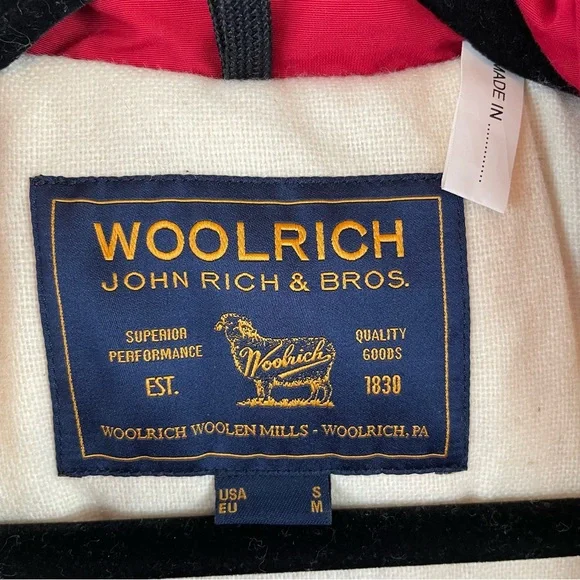 MADE IN ..............
WOOLRICH
JOHN RICH & BROS.
SUPERIOR
PERFORMANCE
EST.
Woolrich
QUALITY
GOODS
1830
WOOLRICH WOOLEN MILLS - WOOLRICH, PA
USA S
EU M